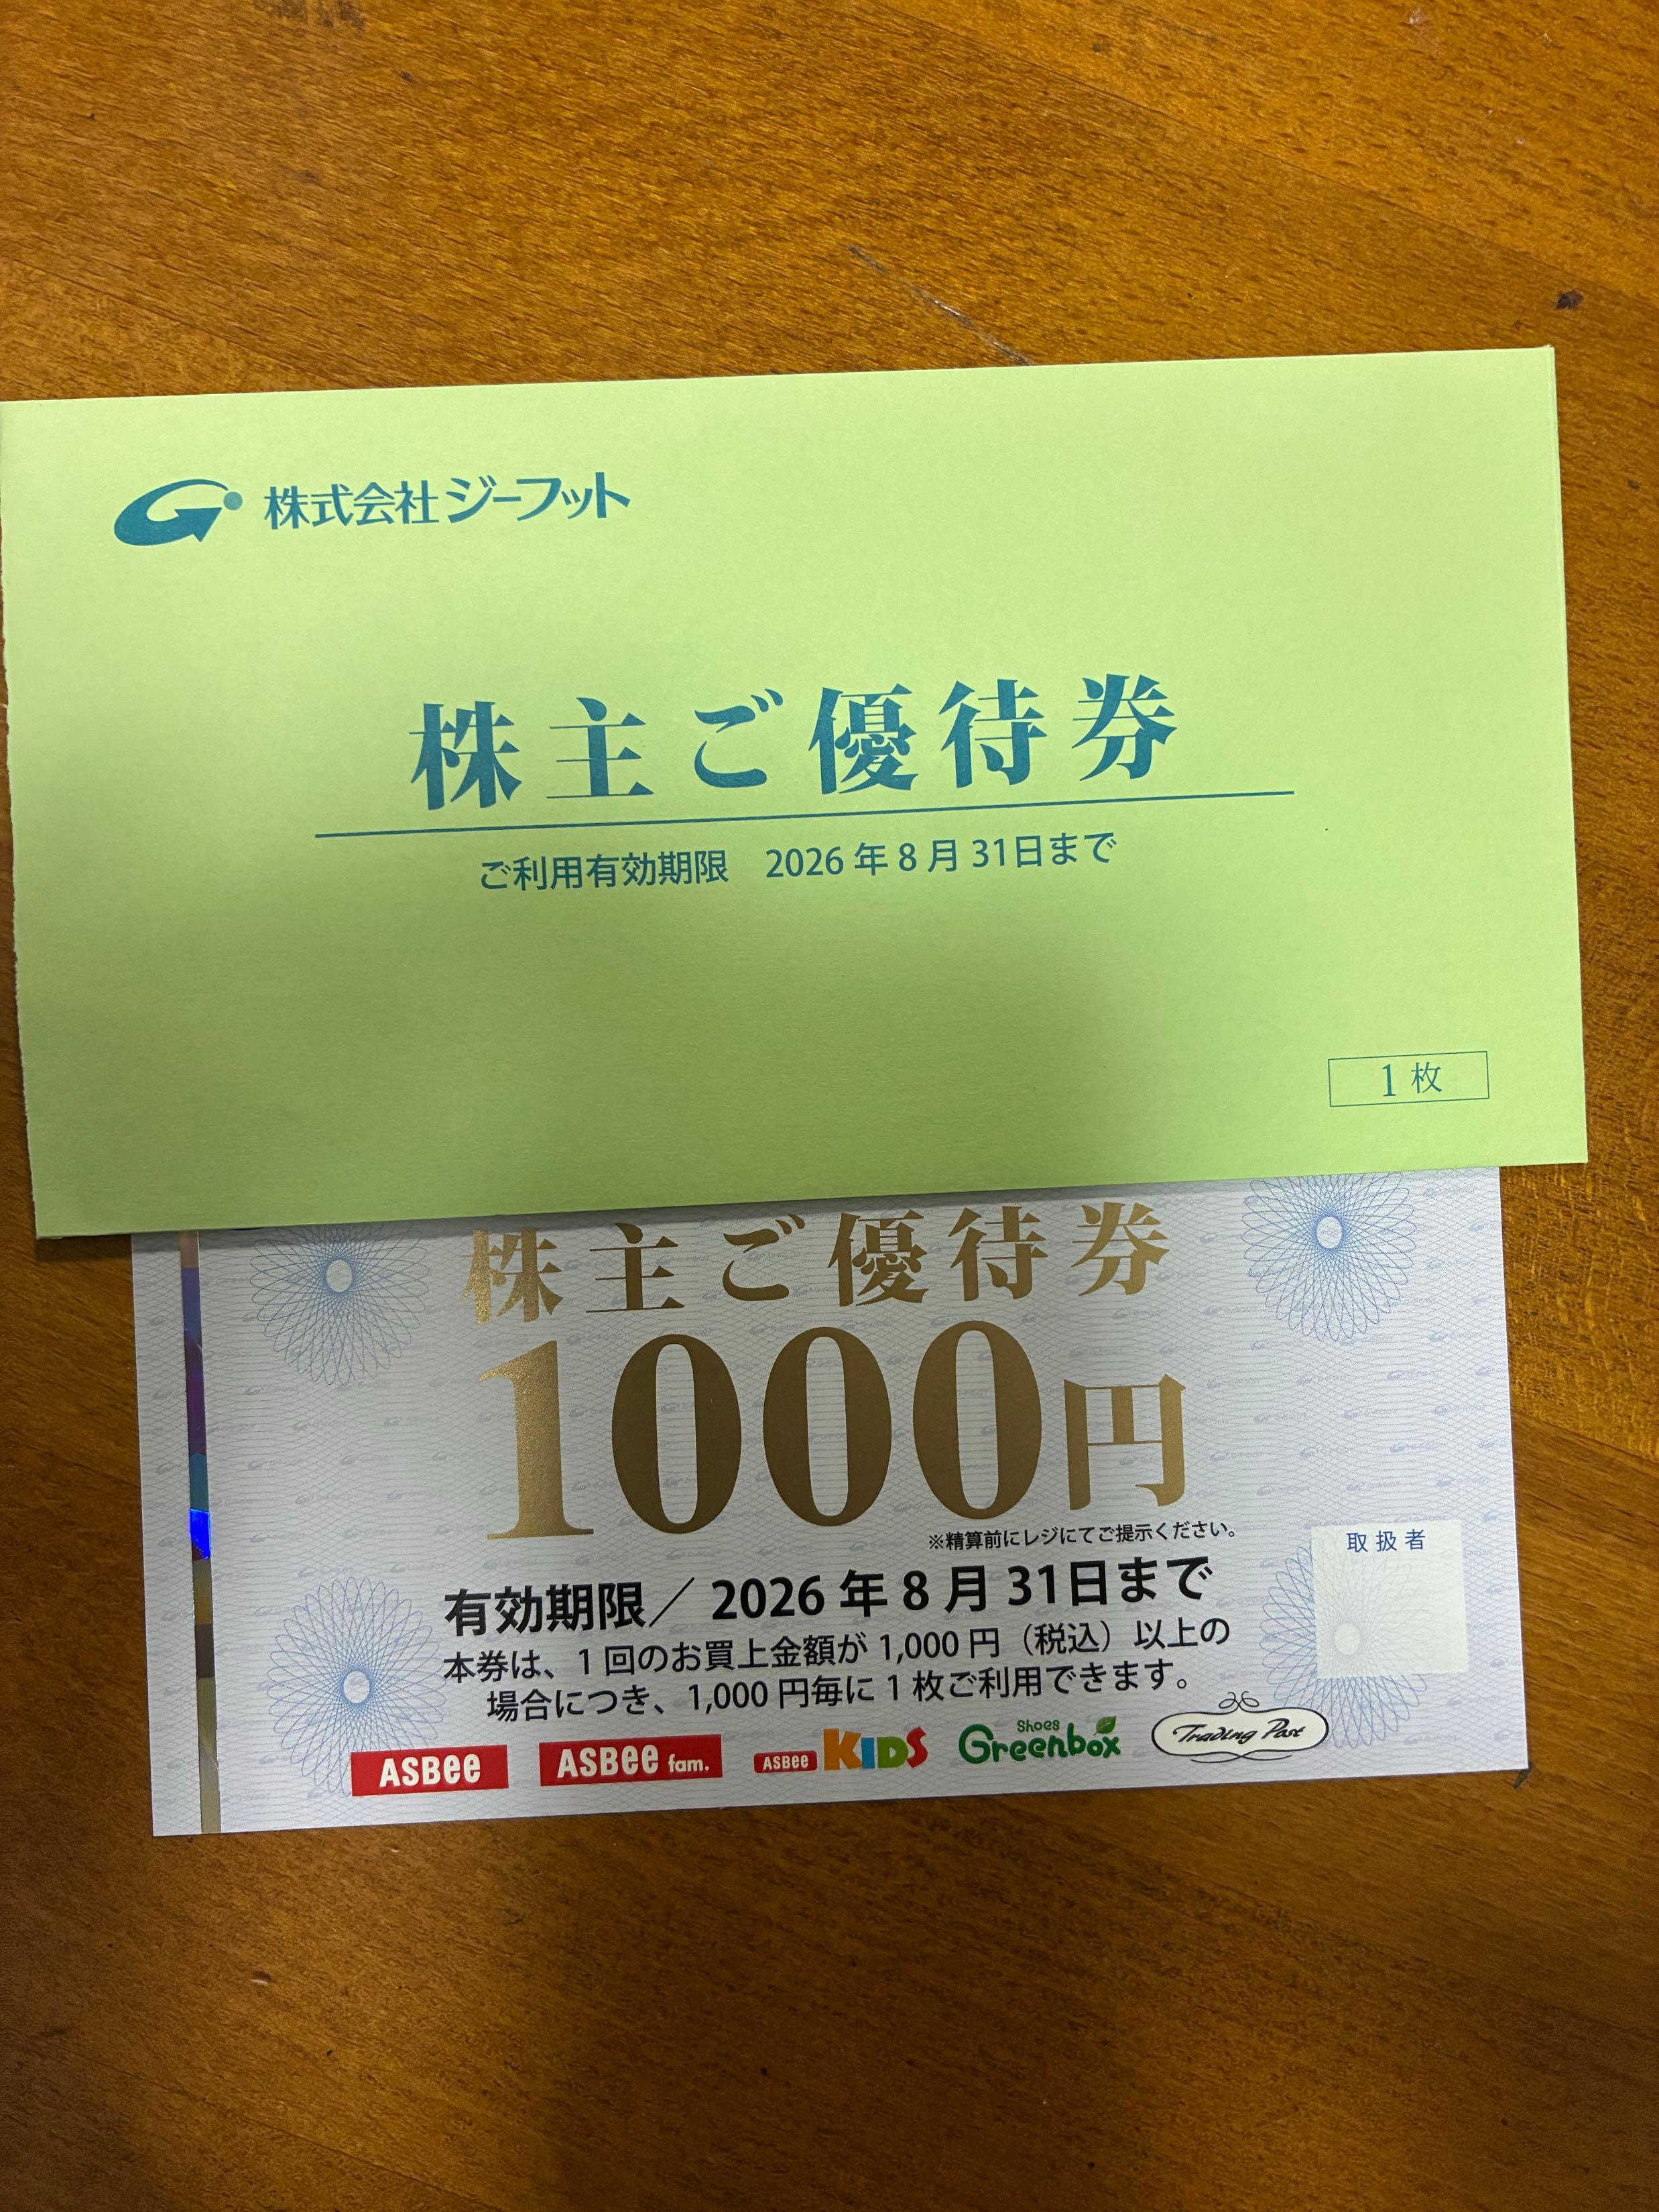 株式会社ジーフット
株主ご優待券
ご利用有効期限　2026年8月31日まで
1枚
株主ご優待券
1000円
※精算前にレジにてご提示ください。
取扱者
有効期限／2026年8月31日まで
本券は、1回のお買上金額が1,000円（税込）以上の
場合につき、1,000円毎に1枚ご利用できます。
ASBee ASBee fam. ASBee KIDS Shoes Greenbox Trading Post